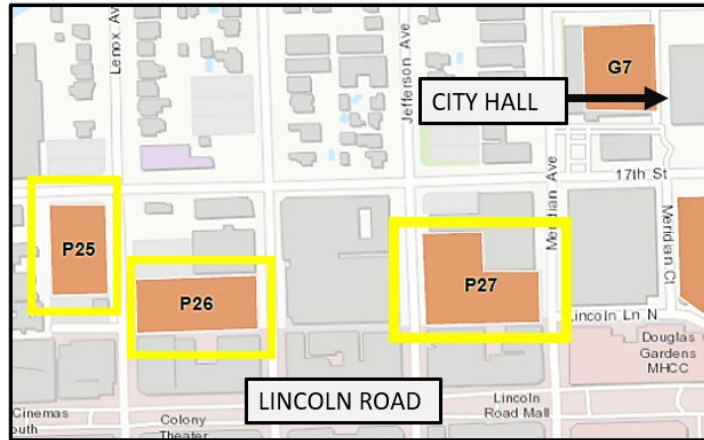 Lenox Ave
Jefferson Ave
G7
CITY HALL
17th St
Meridian Ave
Meridian Ct
P25
P26
P27
Lincoln Ln N
Douglas
Gardens
MHCC
LINCOLN ROAD
Lincoln
Road Mall
Cinemas
outh
Colony
Theater